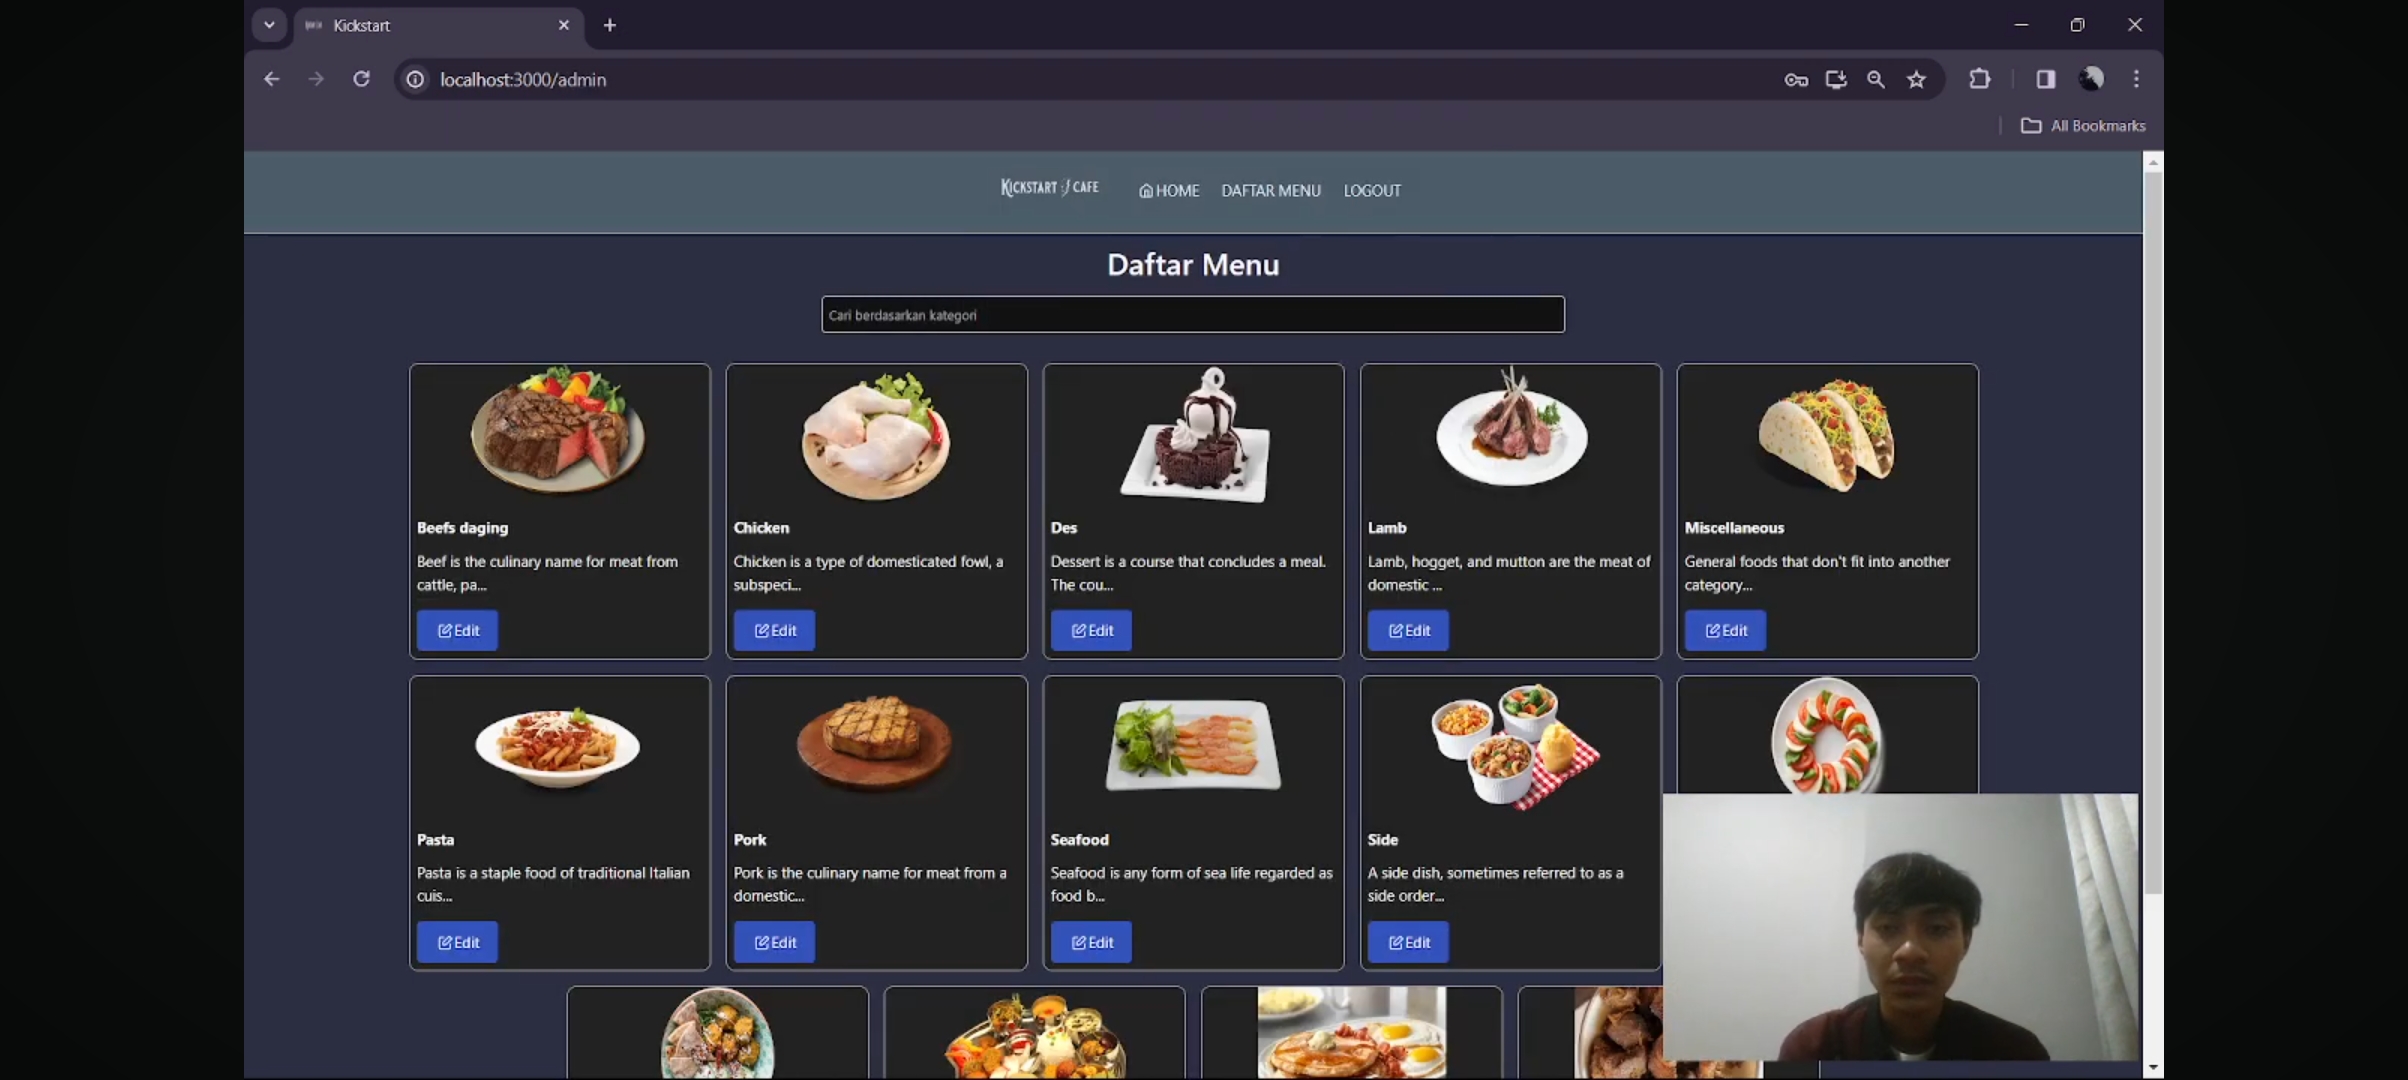 Kickstart
localhost:3000/admin
All Bookmarks
KICKSTART CAFE
HOME DAFTAR MENU LOGOUT
Daftar Menu
Cari berdasarkan kategori
Beefs daging
Beef is the culinary name for meat from
cattle, pa...
Edit
Chicken
Chicken is a type of domesticated fowl, a
subspeci...
Edit
Des
Dessert is a course that concludes a meal.
The cou...
Edit
Lamb
Lamb, hogget, and mutton are the meat of
domestic ...
Edit
Miscellaneous
General foods that don't fit into another
category...
Edit
Pasta
Pasta is a staple food of traditional Italian
cuis...
Edit
Pork
Pork is the culinary name for meat from a
domestic...
Edit
Seafood
Seafood is any form of sea life regarded as
food b...
Edit
Side
A side dish, sometimes referred to as a
side order...
Edit